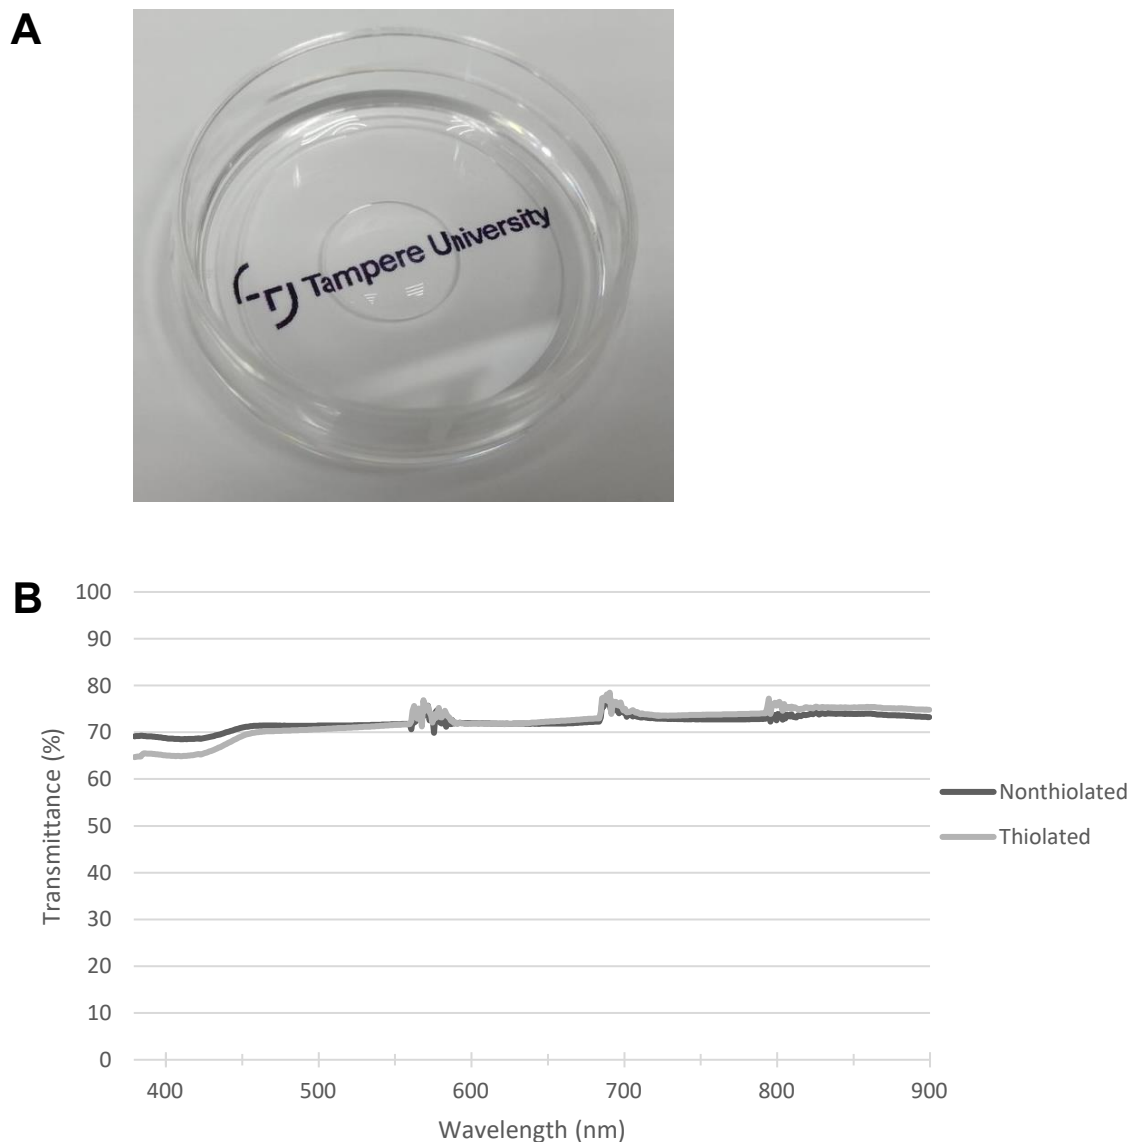 A
Tampere University
B
100
90
80
70
60
50
40
30
20
10
0
Transmittance (%)
400 500 600 700 800 900
Wavelength (nm)
Nonthiolated
Thiolated